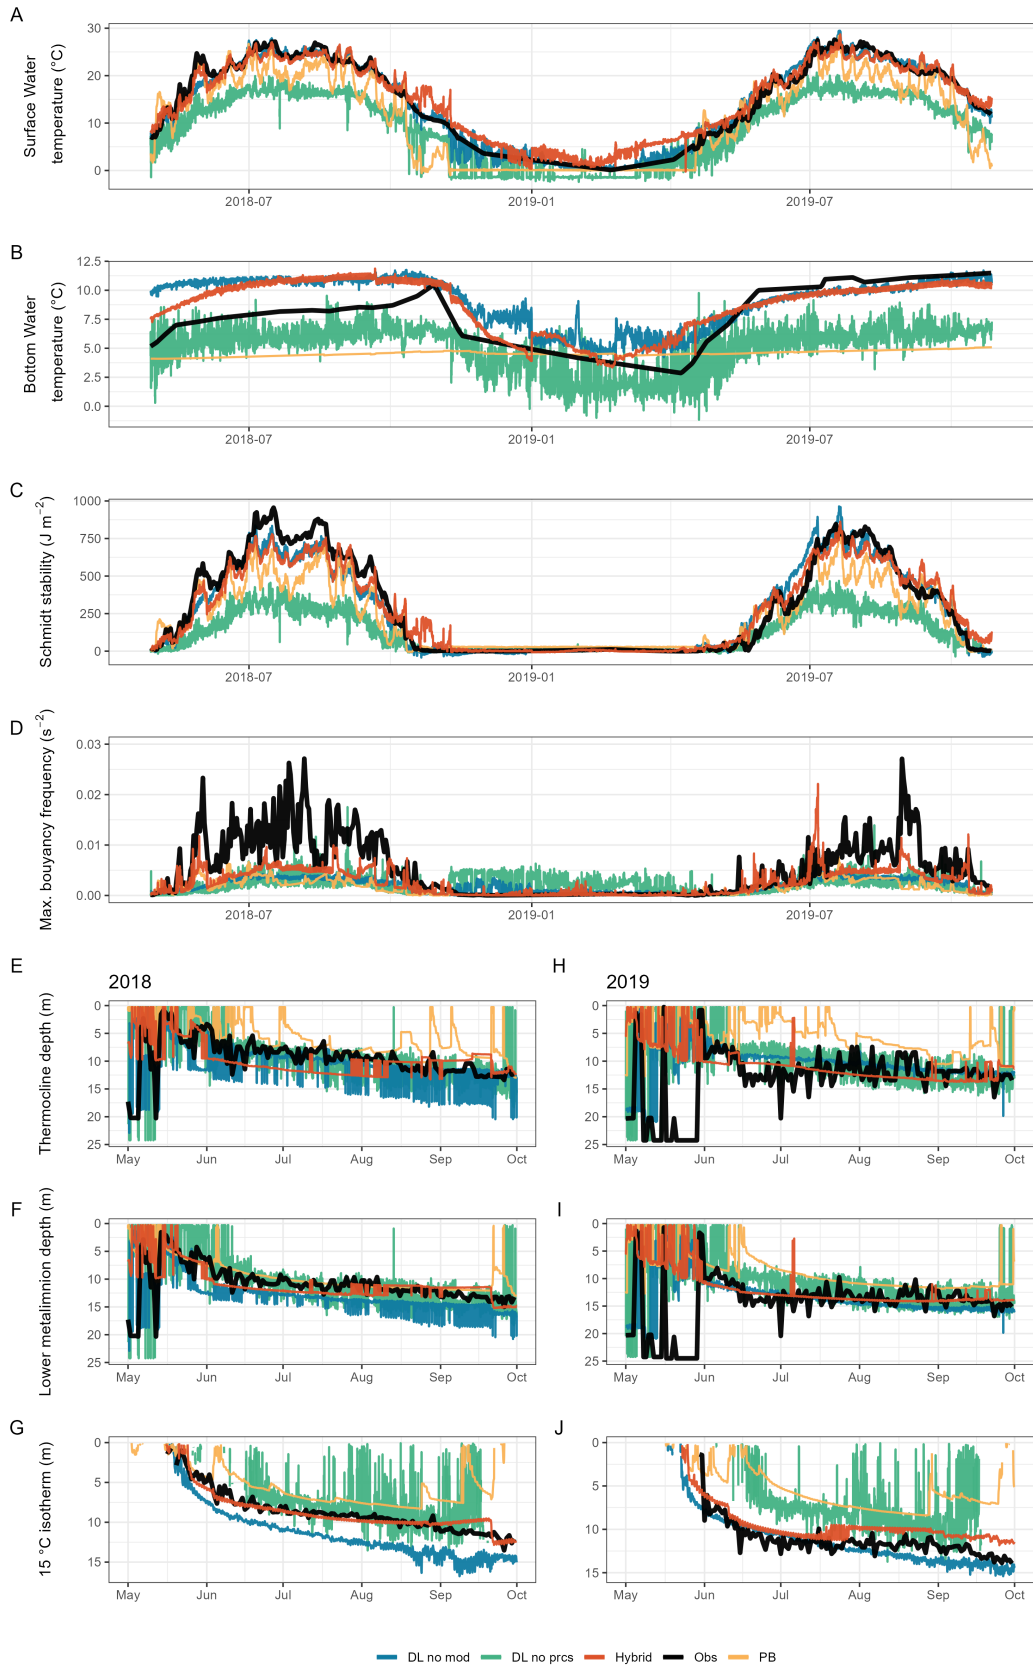 A
Surface Water
temperature (°C)
30
20
10
0
2018-07
2019-01
2019-07
B
Bottom Water
temperature (°C)
12.5
10.0
7.5
5.0
2.5
0.0
2018-07
2019-01
2019-07
C
Schmidt stability (J m⁻²)
1000
750
500
250
0
2018-07
2019-01
2019-07
D
Max. bouyancy frequency (s⁻²)
0.03
0.02
0.01
0.00
2018-07
2019-01
2019-07
E
2018
Thermocline depth (m)
0
5
10
15
20
25
May
Jun
Jul
Aug
Sep
Oct
H
2019
0
5
10
15
20
25
May
Jun
Jul
Aug
Sep
Oct
F
Lower metalimnion depth (m)
0
5
10
15
20
25
May
Jun
Jul
Aug
Sep
Oct
I
0
5
10
15
20
25
May
Jun
Jul
Aug
Sep
Oct
G
15 °C isotherm (m)
0
5
10
15
May
Jun
Jul
Aug
Sep
Oct
J
0
5
10
15
May
Jun
Jul
Aug
Sep
Oct
DL no mod
DL no prcs
Hybrid
Obs
PB